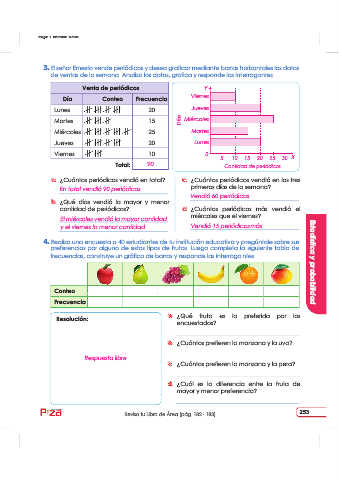 3. El señor Ernesto vende periódicos y desea graficar mediante barras horizontales los datos
de ventas de la semana. Analiza los datos, grafica y responde las interrogantes.
Venta de periódicos
Día Conteo Frecuencia
Lunes 20
Martes 15
Miércoles 25
Jueves 20
Viernes 10
Total: 90
Y
Viernes
Jueves
Miércoles
Martes
Lunes
Días
0 5 10 15 20 25 30 X
Cantidad de periódicos
a. ¿Cuántos periódicos vendió en total?
En total vendió 90 periódicos
b. ¿Qué días vendió la mayor y menor
cantidad de periódicos?
El miércoles vendió la mayor cantidad
y el viernes la menor cantidad
c. ¿Cuántos periódicos vendió en los tres
primeros días de la semana?
Vendió 60 periódicos
d. ¿Cuántos periódicos más vendió el
miércoles que el viernes?
Vendió 15 periódicos más
4. Realiza una encuesta a 40 estudiantes de tu institución educativa y pregúntale sobre sus
preferencias por alguno de estos tipos de frutas. Luego completa la siguiente tabla de
frecuencias, construye un gráfico de barras y responde las interrogantes.
Conteo
Frecuencia
Resolución:
Respuesta libre
a. ¿Qué fruta es la preferida por los
encuestados?
b. ¿Cuántos prefieren la manzana y la uva?
c. ¿Cuántos prefieren la manzana y la pera?
d. ¿Cuál es la diferencia entre la fruta de
mayor y menor preferencia?
Estadística y probabilidad
Revisa tu Libro de Área (pág. 182 - 183)
253